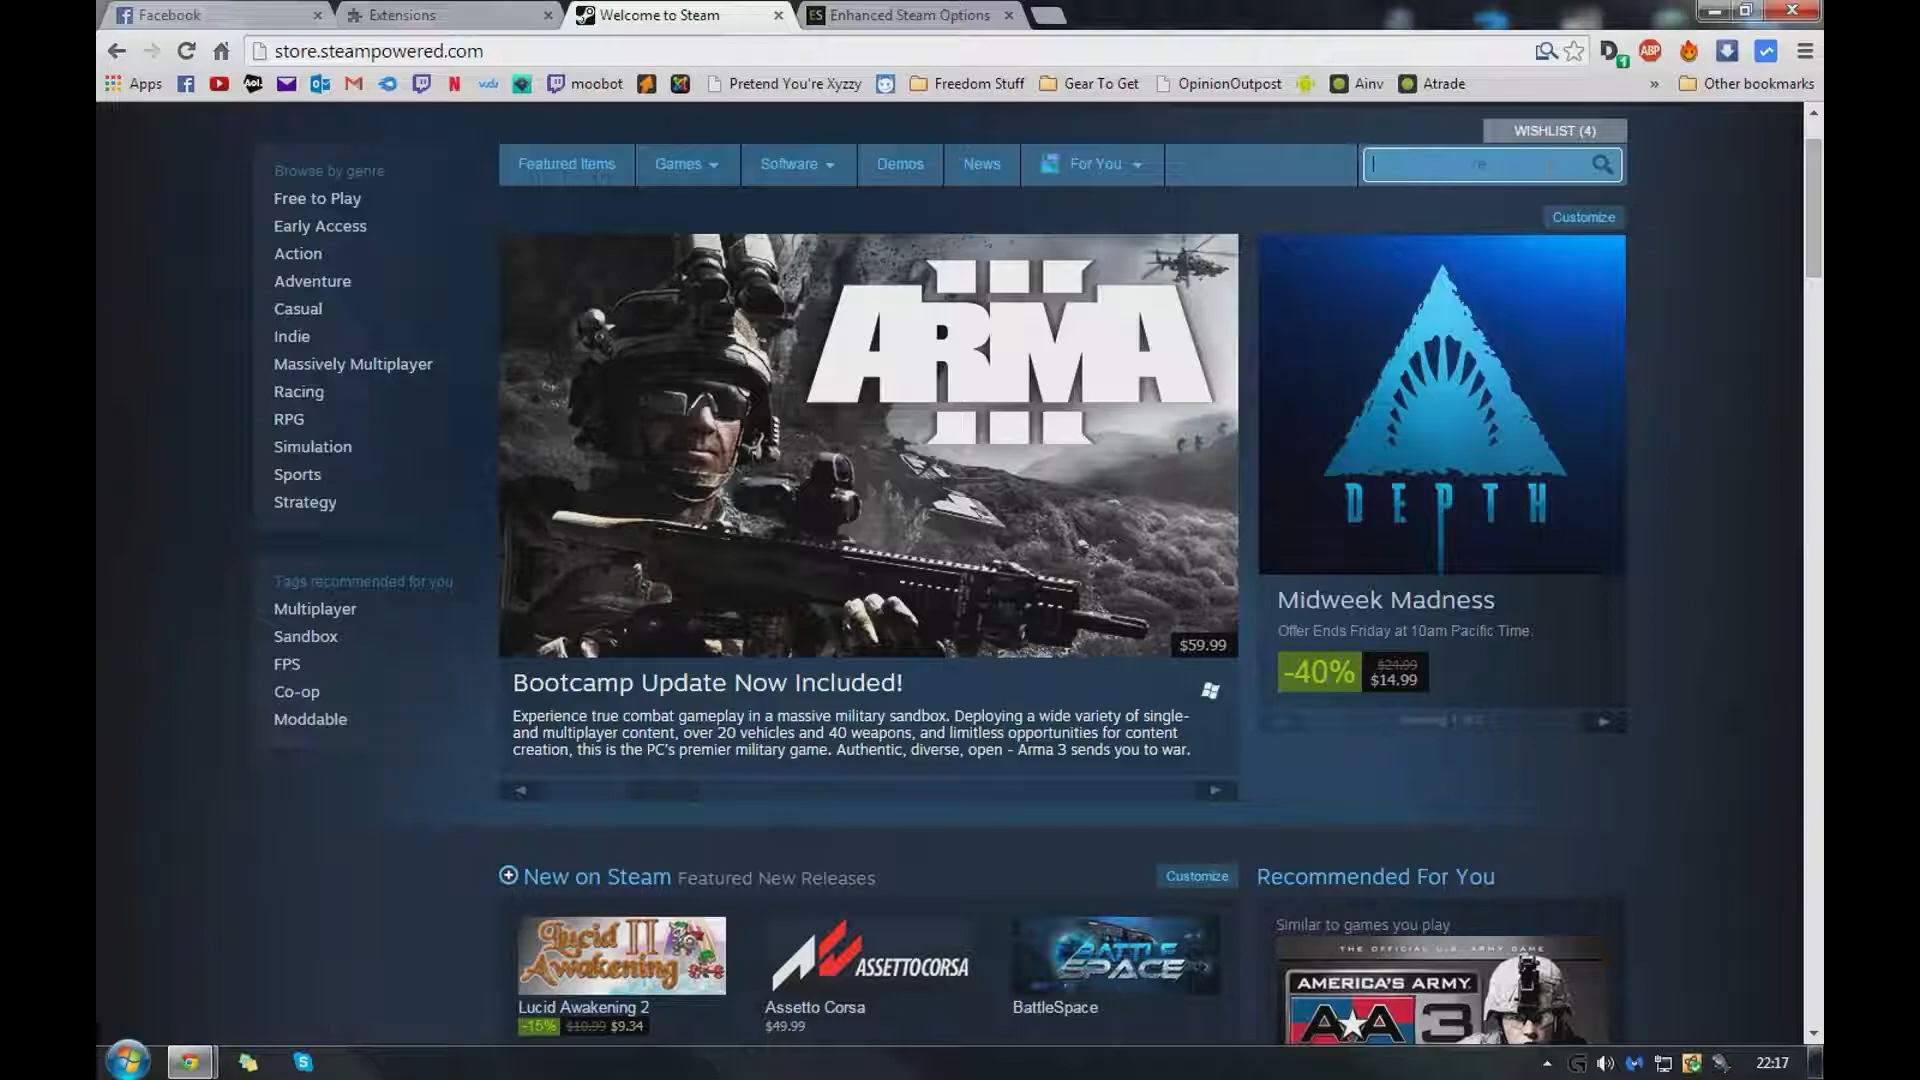 Facebook
Extensions
Welcome to Steam
ES Enhanced Steam Options
store.steampowered.com
ABP
1
Apps
Aol.
vdu
moobot
Pretend You're Xyzzy
Freedom Stuff
Gear To Get
OpinionOutpost
Ainv
Atrade
»
Other bookmarks
WISHLIST (4)
Browse by genre
Free to Play
Early Access
Action
Adventure
Casual
Indie
Massively Multiplayer
Racing
RPG
Simulation
Sports
Strategy
Tags recommended for you
Multiplayer
Sandbox
FPS
Co-op
Moddable
Featured Items
Games
Software
Demos
News
For You
re
Customize
ARMA
III
$59.99
Bootcamp Update Now Included!
Experience true combat gameplay in a massive military sandbox. Deploying a wide variety of single-
and multiplayer content, over 20 vehicles and 40 weapons, and limitless opportunities for content
creation, this is the PC's premier military game. Authentic, diverse, open - Arma 3 sends you to war.
DEPTH
Midweek Madness
Offer Ends Friday at 10am Pacific Time.
-40%
$24.99
$14.99
New on Steam Featured New Releases
Customize
Lucid II
Awakening
Lucid Awakening 2
-15% $10.99 $9.34
ASSETTOCORSA
Assetto Corsa
$49.99
BATTLE
SPACE
BattleSpace
Recommended For You
Similar to games you play
THE OFFICIAL U.S. ARMY GAME
AMERICA'S ARMY
AA3
22:17